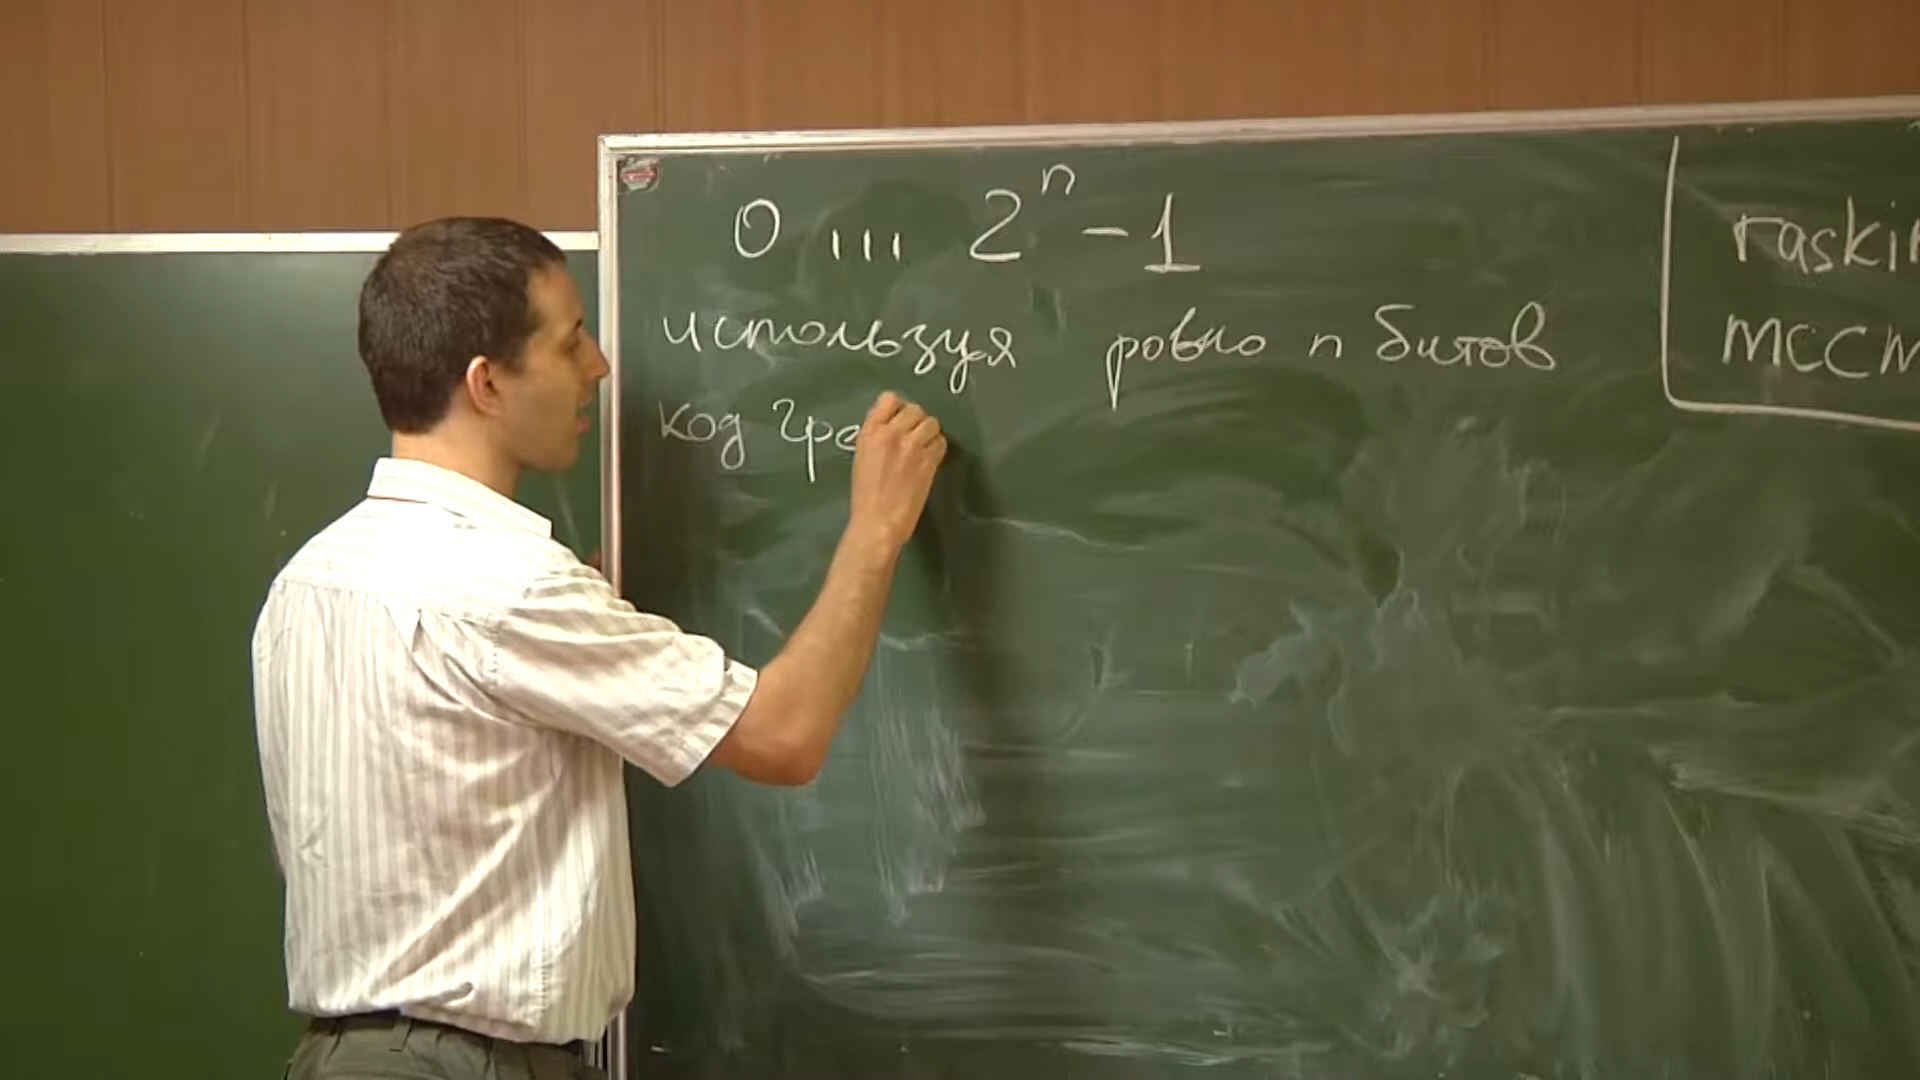 0 ... 2ⁿ - 1
используя ровно n битов
код гре
raskin
mccm